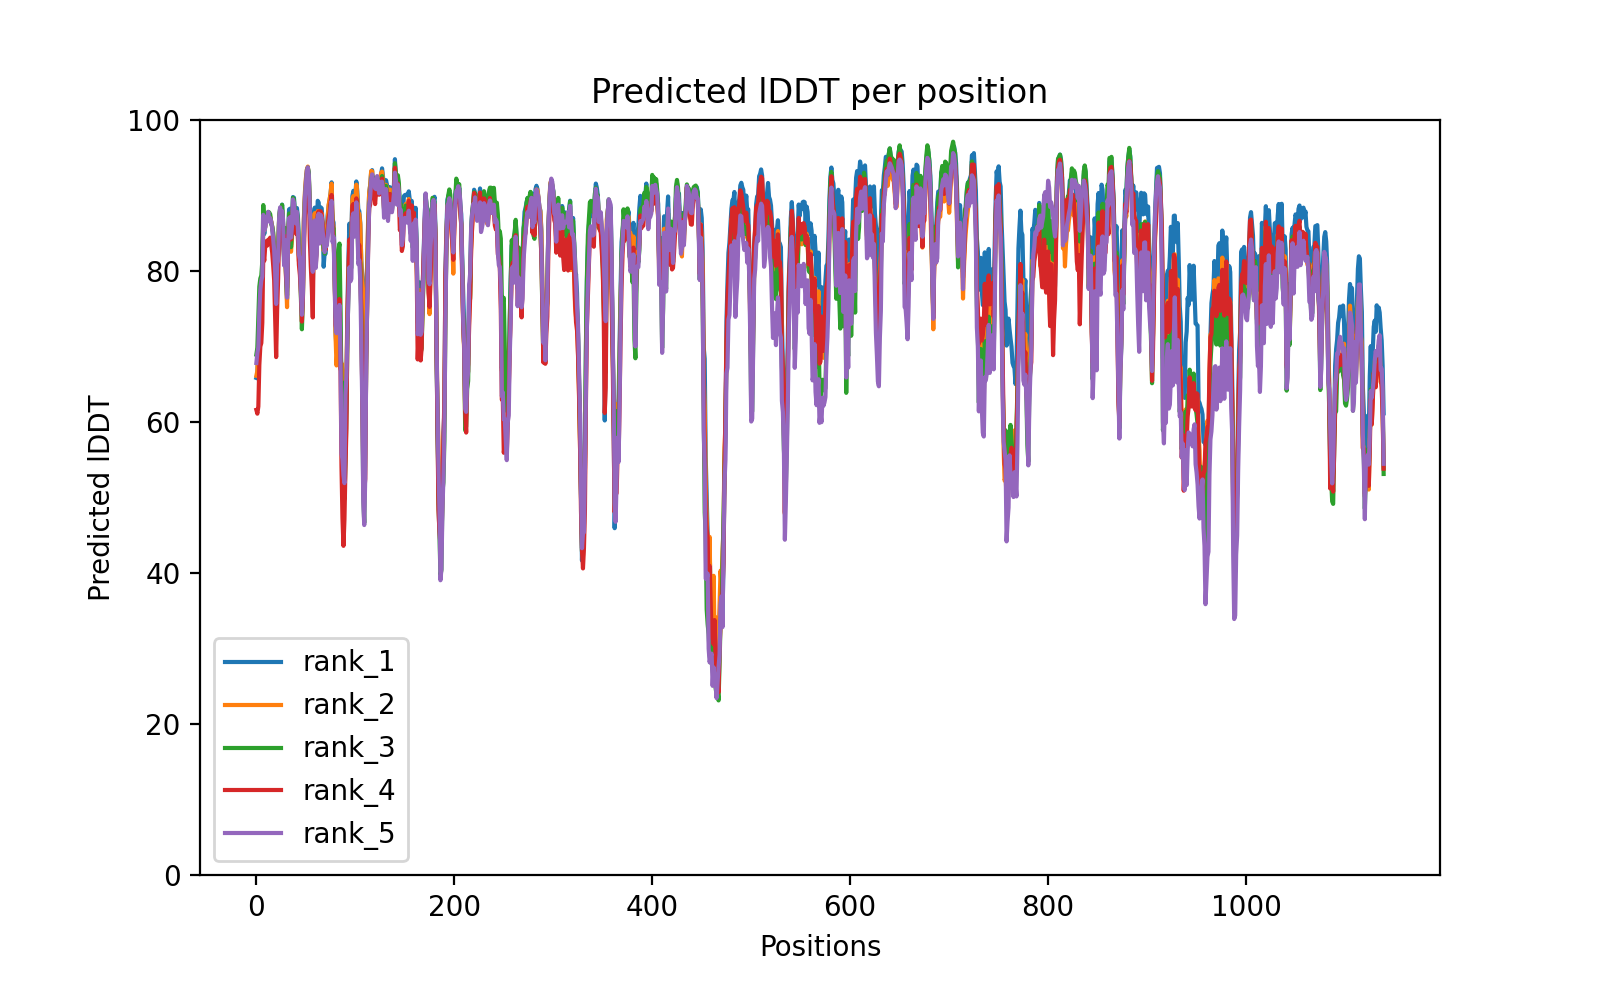 Predicted lDDT per position
100
80
60
40
20
0
Predicted lDDT
rank_1
rank_2
rank_3
rank_4
rank_5
0 200 400 600 800 1000
Positions